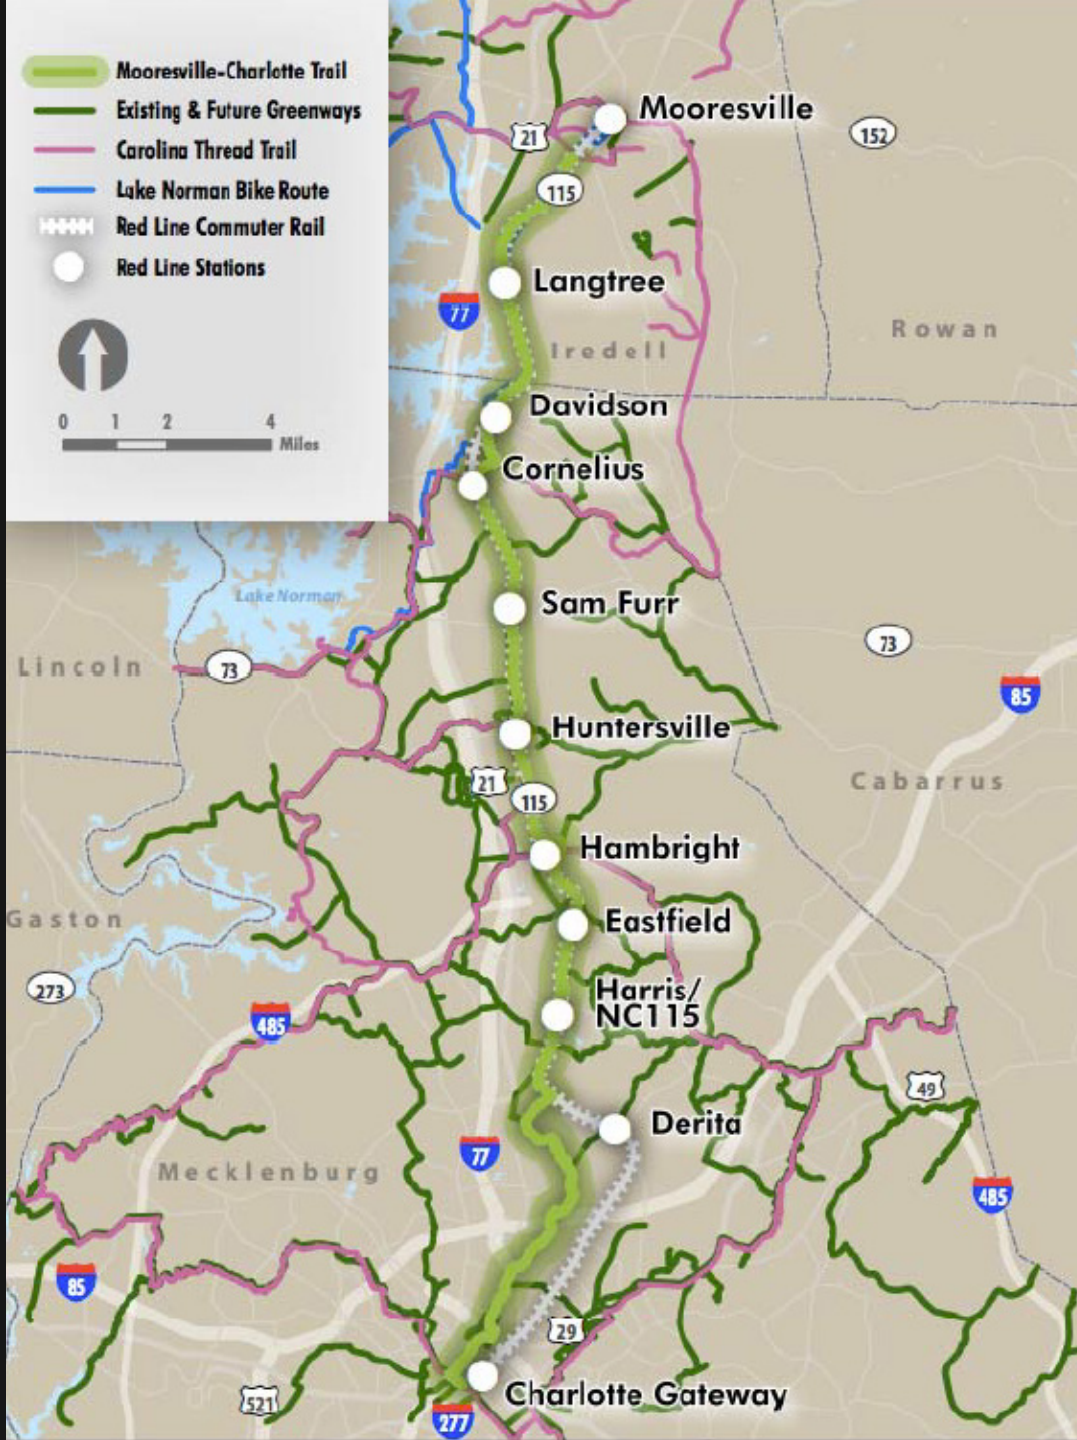 Mooresville-Charlotte Trail
Existing & Future Greenways
Carolina Thread Trail
Lake Norman Bike Route
Red Line Commuter Rail
Red Line Stations
0 1 2 4
Miles
Mooresville
21
152
115
Langtree
77
Rowan
Iredell
Davidson
Cornelius
Lake Norman
Sam Furr
73
Lincoln
73
85
Huntersville
21
Cabarrus
115
Hambright
Gaston
Eastfield
273
Harris/
NC115
485
49
Derita
77
Mecklenburg
485
85
29
Charlotte Gateway
521
277